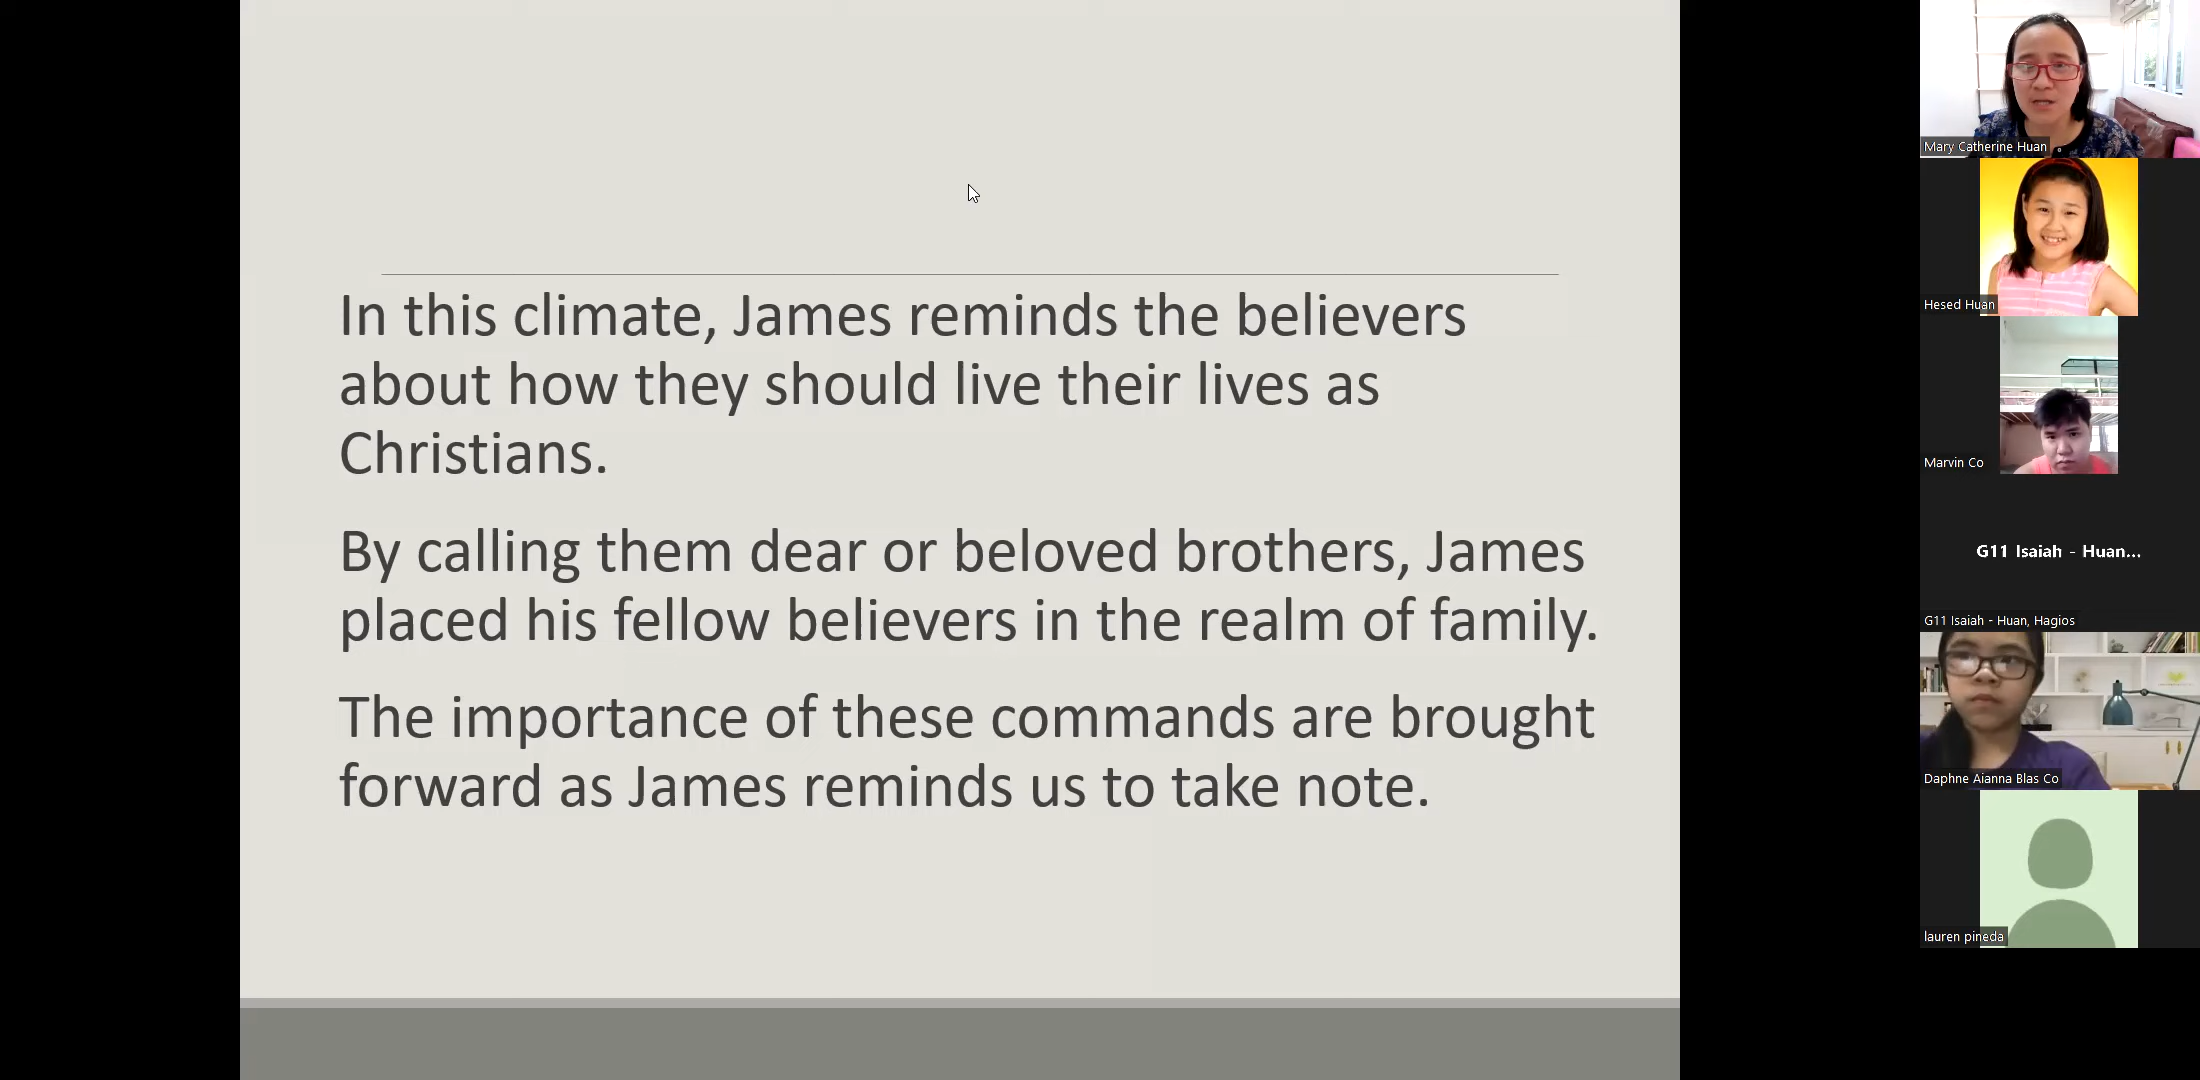 In this climate, James reminds the believers
about how they should live their lives as
Christians.
By calling them dear or beloved brothers, James
placed his fellow believers in the realm of family.
The importance of these commands are brought
forward as James reminds us to take note.
Mary Catherine Huan
Hesed Huan
Marvin Co
G11 Isaiah - Huan...
G11 Isaiah - Huan, Hagios
Daphne Aianna Blas Co
lauren pineda